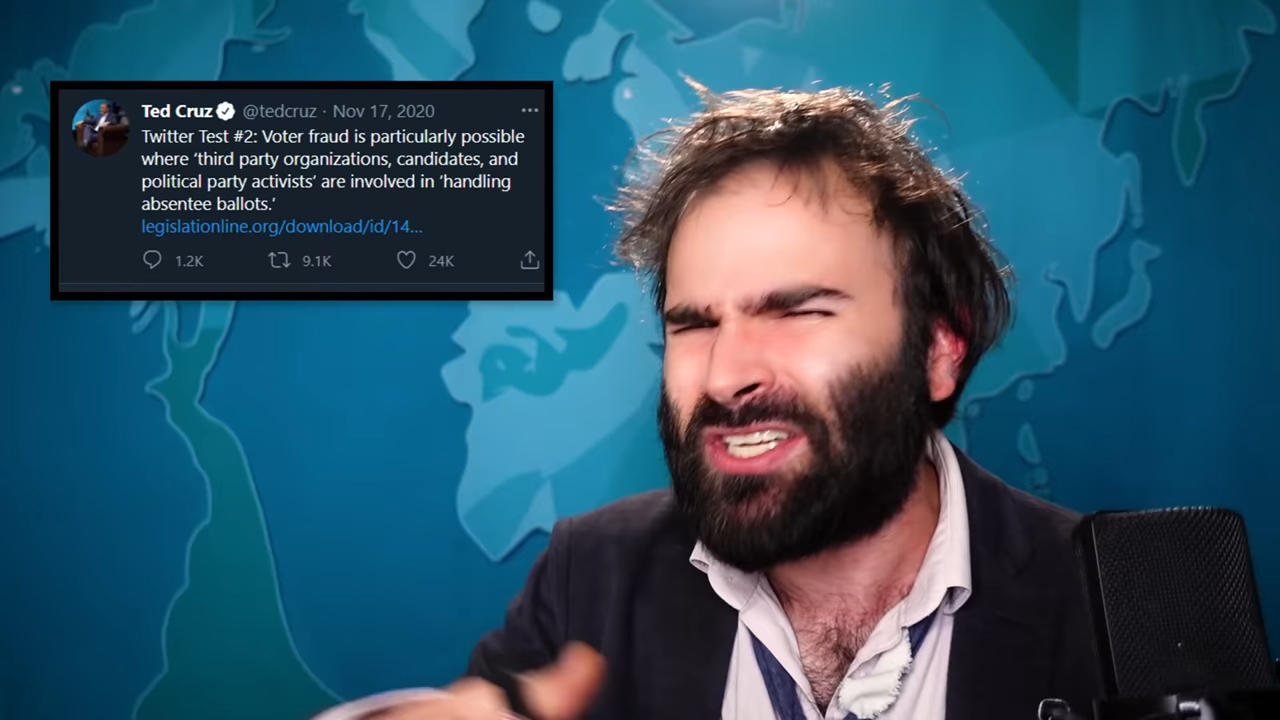 Ted Cruz @tedcruz · Nov 17, 2020
Twitter Test #2: Voter fraud is particularly possible
where ‘third party organizations, candidates, and
political party activists’ are involved in ‘handling
absentee ballots.’
legislationline.org/download/id/14...
1.2K 9.1K 24K